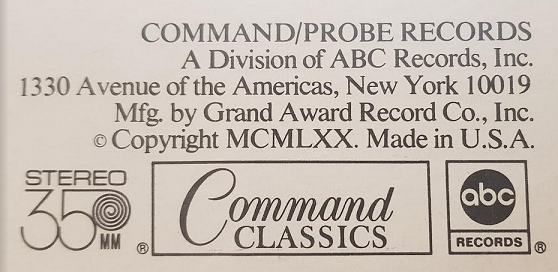 COMMAND/PROBE RECORDS
A Division of ABC Records, Inc.
1330 Avenue of the Americas, New York 10019
Mfg. by Grand Award Record Co., Inc.
© Copyright MCMLXX. Made in U.S.A.
STEREO
35 MM ®
Command
CLASSICS
abc
RECORDS ®